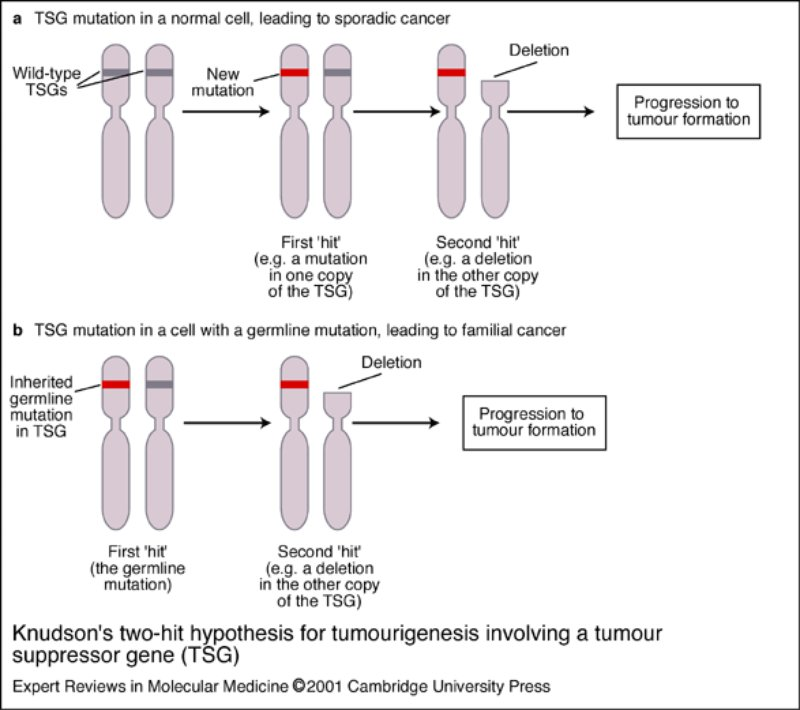 a TSG mutation in a normal cell, leading to sporadic cancer
Wild-type
TSGs
New
mutation
Deletion
Progression to
tumour formation
First 'hit'
(e.g. a mutation
in one copy
of the TSG)
Second 'hit'
(e.g. a deletion
in the other copy
of the TSG)
b TSG mutation in a cell with a germline mutation, leading to familial cancer
Inherited
germline
mutation
in TSG
Deletion
Progression to
tumour formation
First 'hit'
(the germline
mutation)
Second 'hit'
(e.g. a deletion
in the other copy
of the TSG)
Knudson's two-hit hypothesis for tumourigenesis involving a tumour
suppressor gene (TSG)
Expert Reviews in Molecular Medicine ©2001 Cambridge University Press